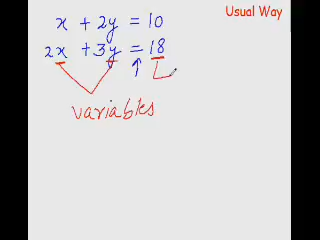 Usual Way
x + 2y = 10
2x + 3y = 18
variables